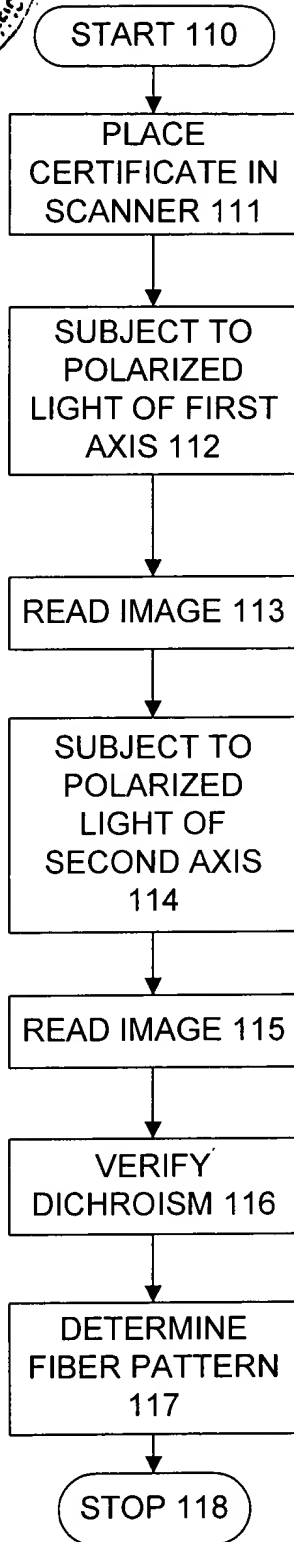 START 110
PLACE
CERTIFICATE IN
SCANNER 111
SUBJECT TO
POLARIZED
LIGHT OF FIRST
AXIS 112
READ IMAGE 113
SUBJECT TO
POLARIZED
LIGHT OF
SECOND AXIS
114
READ IMAGE 115
VERIFY
DICHROISM 116
DETERMINE
FIBER PATTERN
117
STOP 118